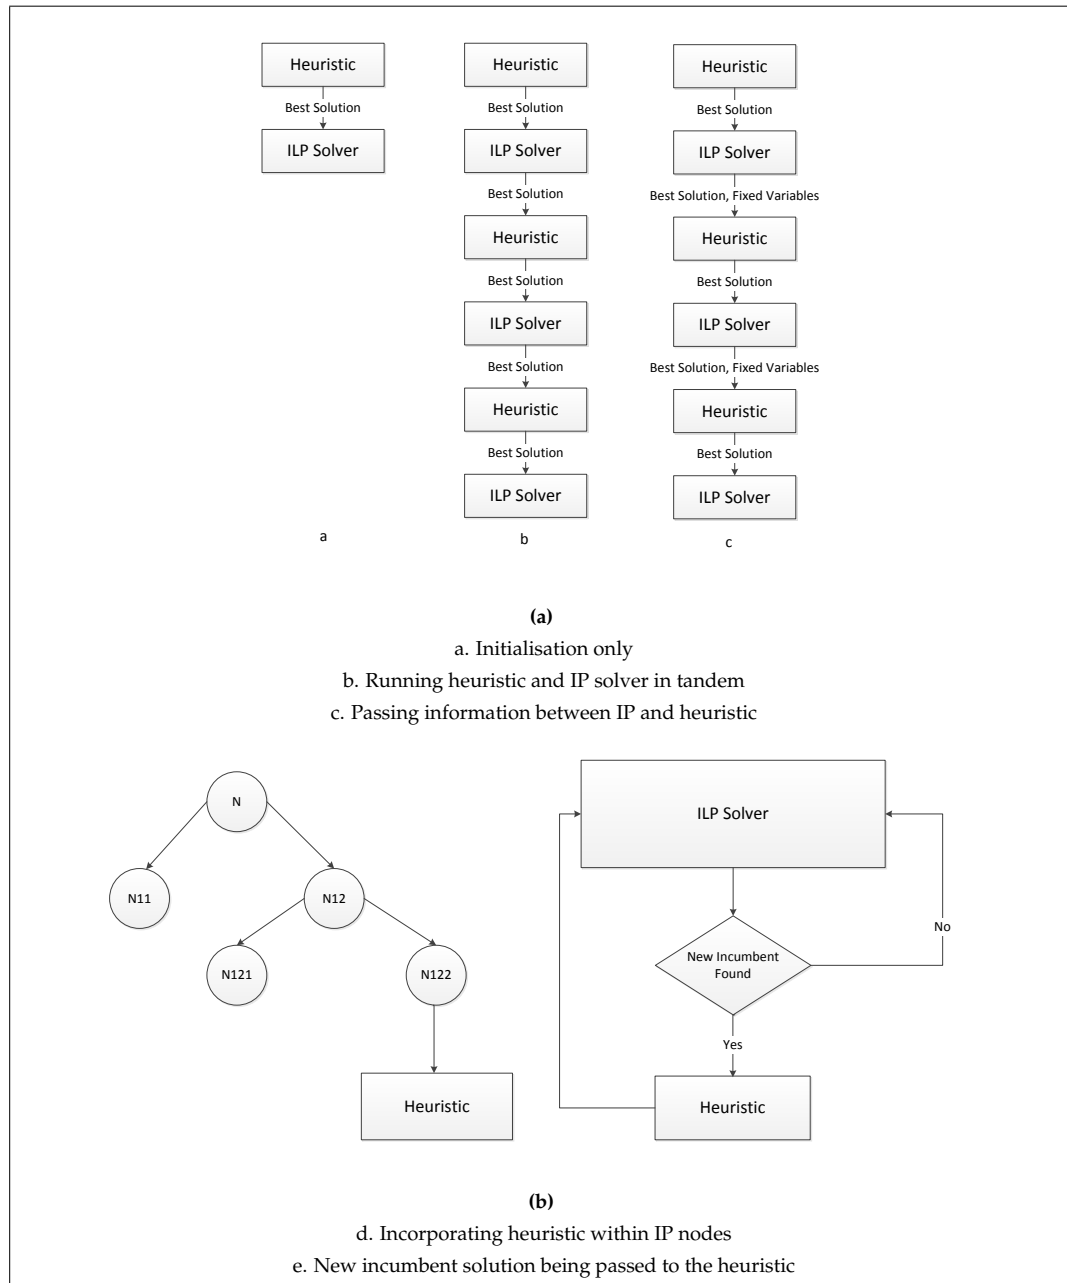 Heuristic
Best Solution
ILP Solver
a
Heuristic
Best Solution
ILP Solver
Best Solution
Heuristic
Best Solution
ILP Solver
Best Solution
Heuristic
Best Solution
ILP Solver
b
Heuristic
Best Solution
ILP Solver
Best Solution, Fixed Variables
Heuristic
Best Solution
ILP Solver
Best Solution, Fixed Variables
Heuristic
Best Solution
ILP Solver
c
(a)
a. Initialisation only
b. Running heuristic and IP solver in tandem
c. Passing information between IP and heuristic
N
N11
N12
N121
N122
Heuristic
ILP Solver
New Incumbent
Found
No
Yes
Heuristic
(b)
d. Incorporating heuristic within IP nodes
e. New incumbent solution being passed to the heuristic